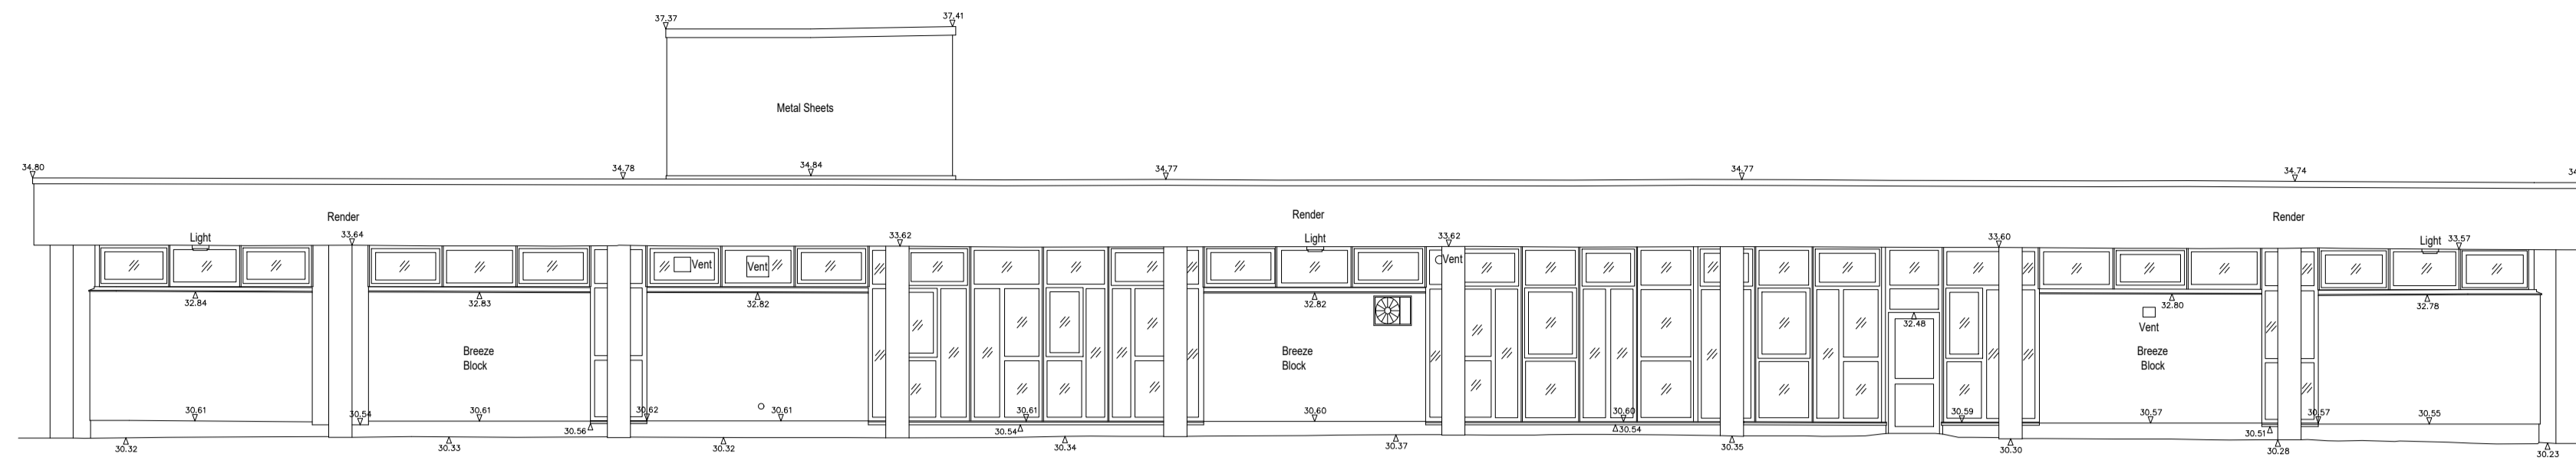 37.37
37.41
Metal Sheets
34.80
34.78
34.84
34.77
34.77
34.74
Render
Render
Render
Light
33.64
33.62
Light
33.62
33.60
Light
33.57
Vent
Vent
Vent
32.84
32.83
32.82
32.82
32.80
32.78
32.48
Vent
Breeze
Block
Breeze
Block
Breeze
Block
30.61
30.54
30.61
30.62
30.61
30.61
30.60
30.60
30.59
30.57
30.57
30.55
30.56
30.54
30.54
30.51
30.32
30.33
30.32
30.34
30.37
30.35
30.30
30.28
30.23